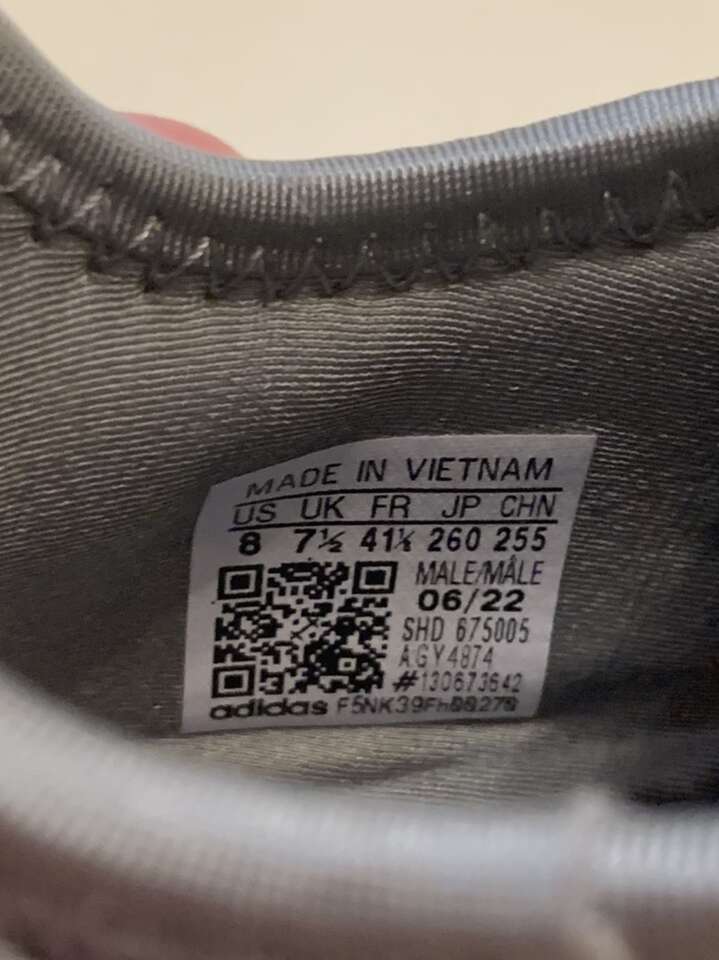 MADE IN VIETNAM
US UK FR JP CHN
8 7½ 41⅓ 260 255
MALE/MÂLE
06/22
SHD 675005
AGY4874
#130673642
adidas